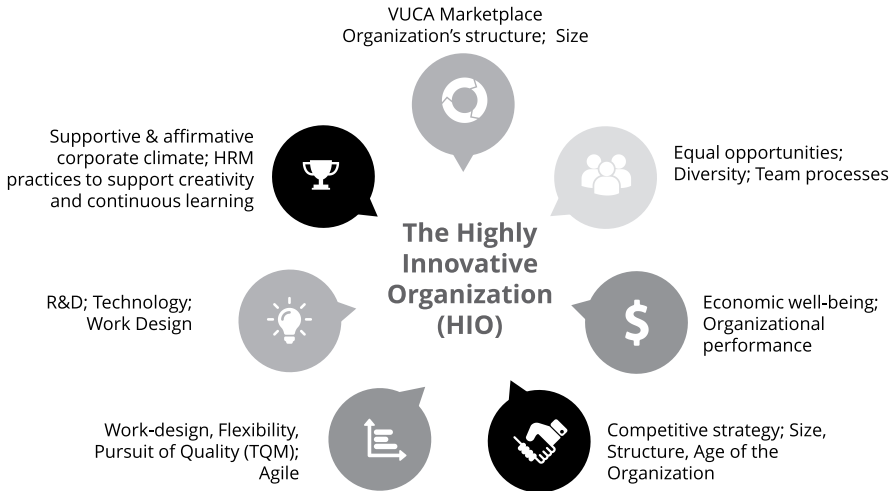 VUCA Marketplace
Organization's structure; Size
Supportive & affirmative
corporate climate; HRM
practices to support creativity
and continuous learning
Equal opportunities;
Diversity; Team processes
The Highly
Innovative
Organization
(HIO)
R&D; Technology;
Work Design
$
Economic well-being;
Organizational
performance
Work-design, Flexibility,
Pursuit of Quality (TQM);
Agile
Competitive strategy; Size,
Structure, Age of the
Organization